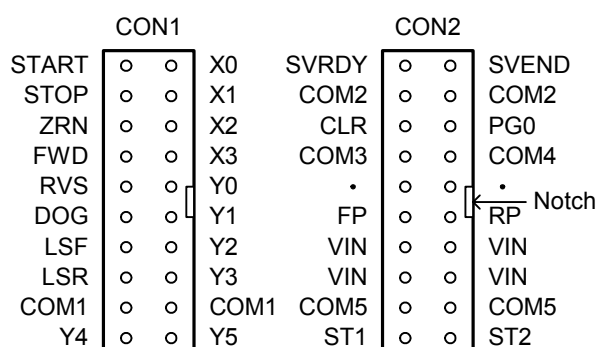 CON1 CON2
START X0 SVRDY SVEND
STOP X1 COM2 COM2
ZRN X2 CLR PG0
FWD X3 COM3 COM4
RVS Y0 • •
Notch
DOG Y1 FP RP
LSF Y2 VIN VIN
LSR Y3 VIN VIN
COM1 COM1 COM5 COM5
Y4 Y5 ST1 ST2